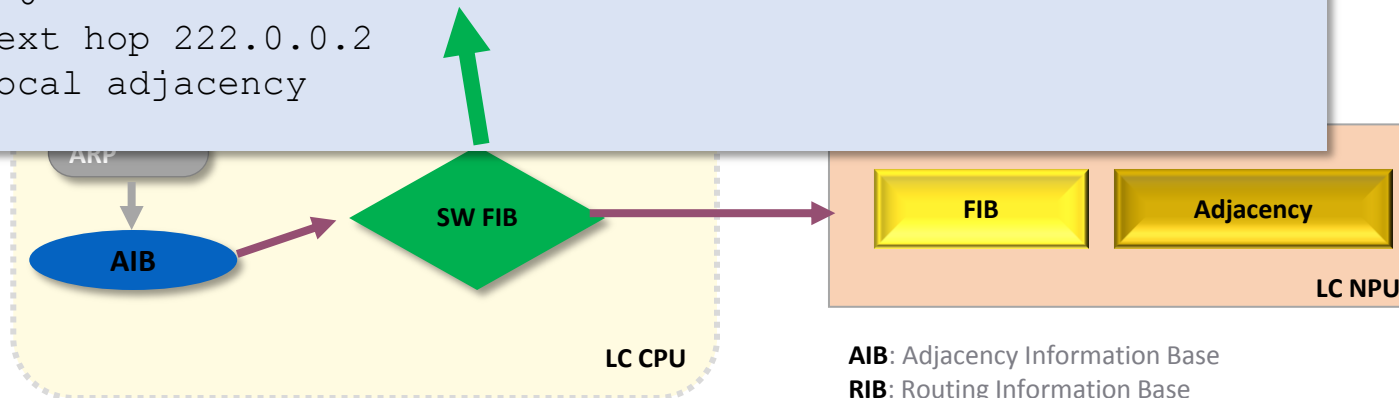 ext hop 222.0.0.2
ocal adjacency
ARP
SW FIB
AIB
LC CPU
FIB
Adjacency
LC NPU
AIB: Adjacency Information Base
RIB: Routing Information Base